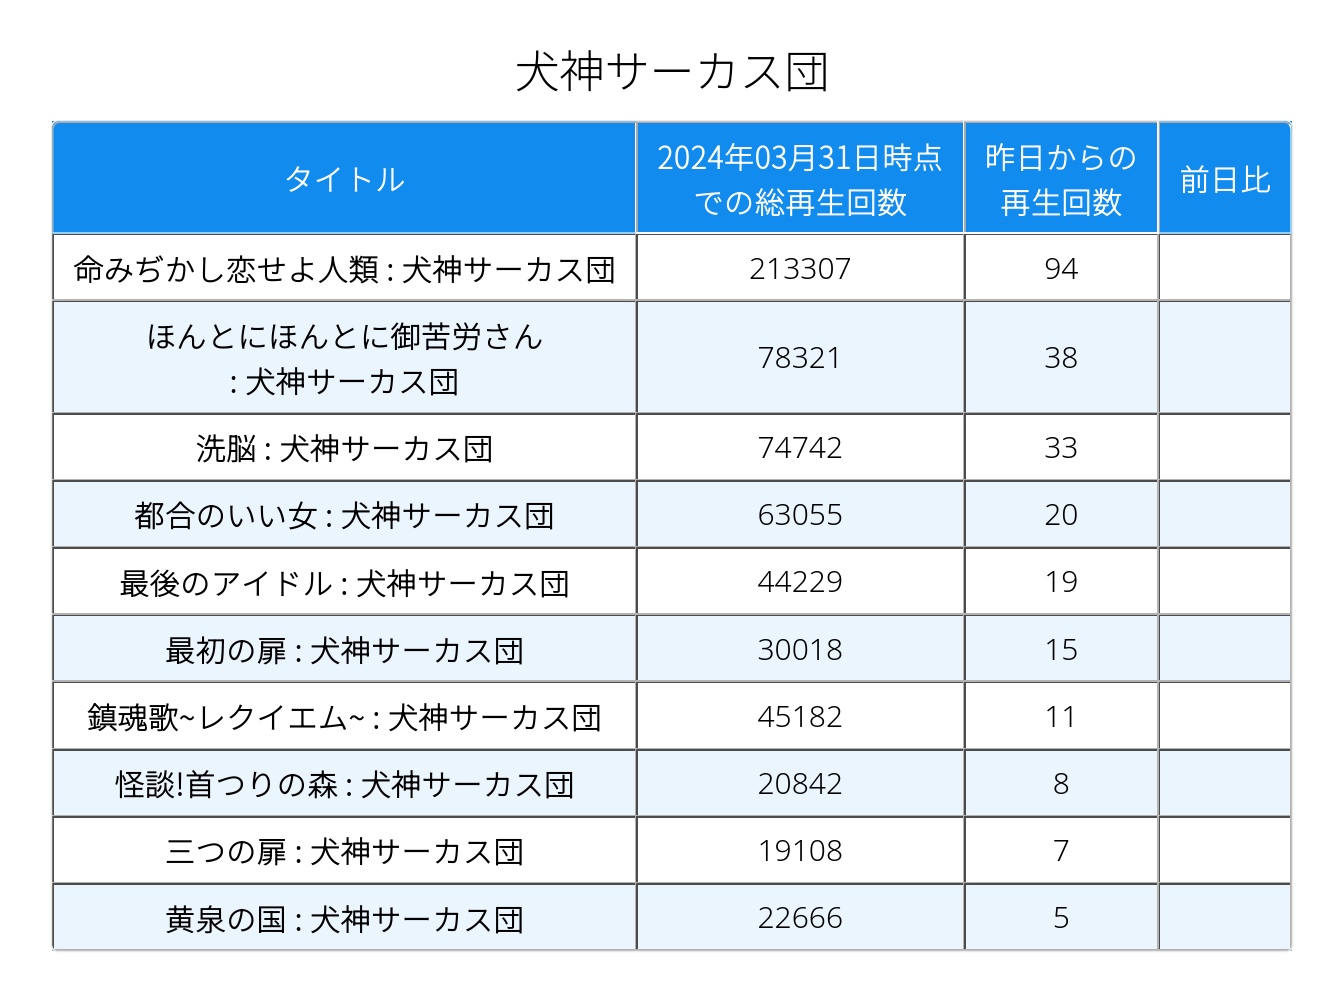 犬神サーカス団
タイトル
2024年03月31日時点
での総再生回数
昨日からの
再生回数
前日比
命みぢかし恋せよ人類 : 犬神サーカス団
213307
94
ほんとにほんとに御苦労さん
: 犬神サーカス団
78321
38
洗脳 : 犬神サーカス団
74742
33
都合のいい女 : 犬神サーカス団
63055
20
最後のアイドル : 犬神サーカス団
44229
19
最初の扉 : 犬神サーカス団
30018
15
鎮魂歌~レクイエム~ : 犬神サーカス団
45182
11
怪談!首つりの森 : 犬神サーカス団
20842
8
三つの扉 : 犬神サーカス団
19108
7
黄泉の国 : 犬神サーカス団
22666
5